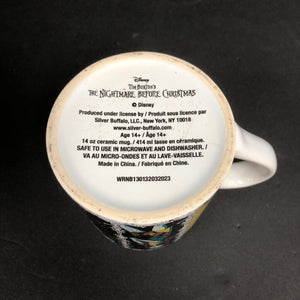 Disney
Tim Burton's
THE NIGHTMARE BEFORE CHRISTMAS
© Disney
Produced under license by / Produit sous licence par
Silver Buffalo, LLC., New York, NY 10018
www.silver-buffalo.com
Age 14+ / Âge 14+
14 oz ceramic mug. / 414 ml tasse en céramique.
SAFE TO USE IN MICROWAVE AND DISHWASHER. /
VA AU MICRO-ONDES ET AU LAVE-VAISSELLE.
Made in China. / Fabriqué en Chine.
WRNB130132032023